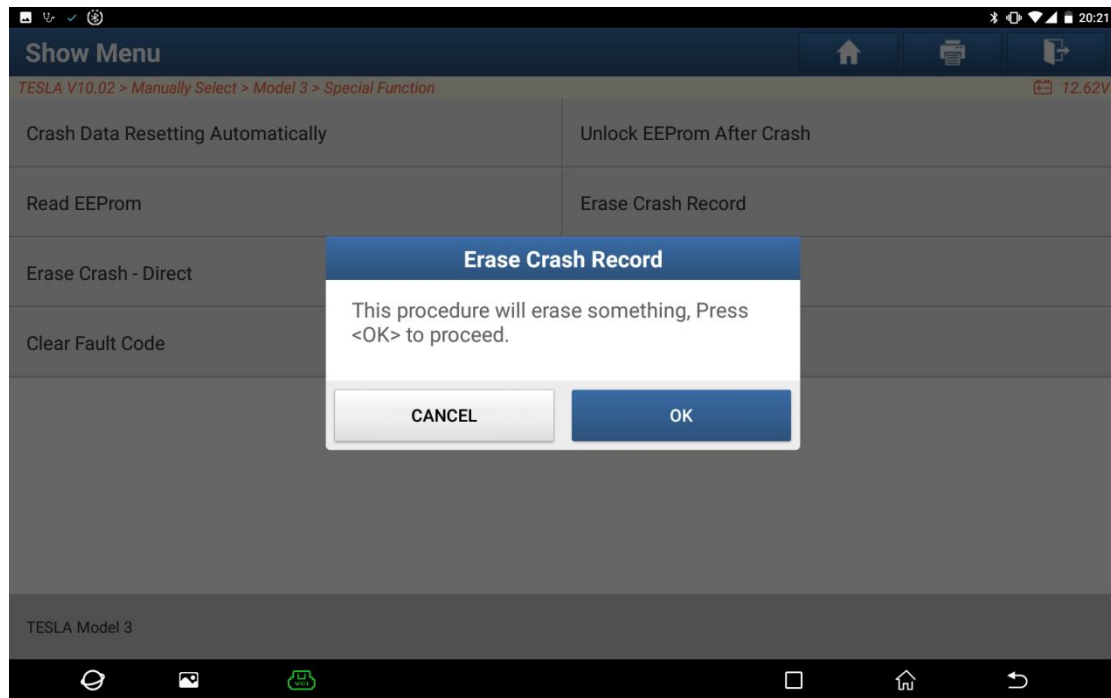 20:21
Show Menu
TESLA V10.02 > Manually Select > Model 3 > Special Function
12.62V
Crash Data Resetting Automatically
Unlock EEProm After Crash
Read EEProm
Erase Crash Record
Erase Crash - Direct
Clear Fault Code
Erase Crash Record
This procedure will erase something, Press
<OK> to proceed.
CANCEL
OK
TESLA Model 3
VCI